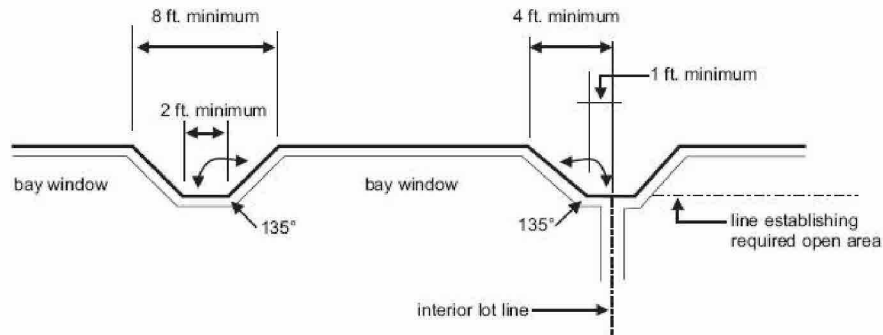 8 ft. minimum
4 ft. minimum
1 ft. minimum
2 ft. minimum
bay window
bay window
135°
135°
line establishing
required open area
interior lot line